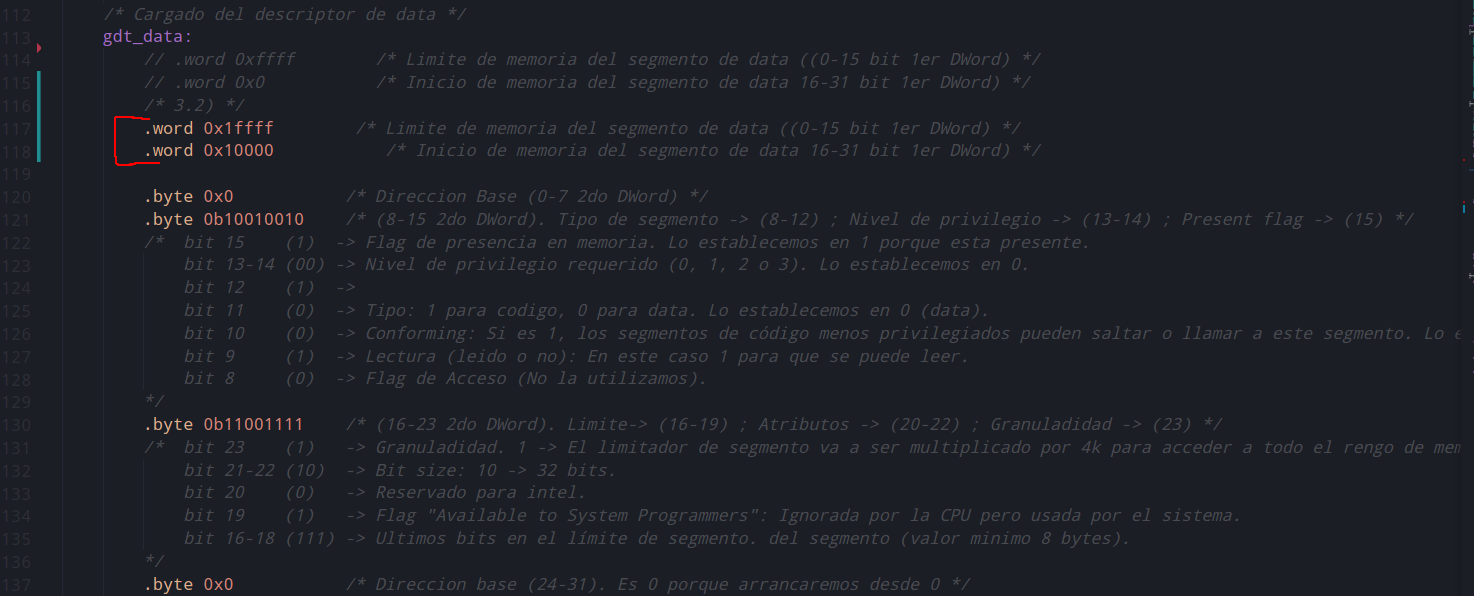 112 /* Cargado del descriptor de data */
113 gdt_data:
114 // .word 0xffff /* Limite de memoria del segmento de data ((0-15 bit 1er DWord) */
115 // .word 0x0 /* Inicio de memoria del segmento de data 16-31 bit 1er DWord) */
116 /* 3.2) */
117 .word 0x1ffff /* Limite de memoria del segmento de data ((0-15 bit 1er DWord) */
118 .word 0x10000 /* Inicio de memoria del segmento de data 16-31 bit 1er DWord) */
119
120 .byte 0x0 /* Direccion Base (0-7 2do DWord) */
121 .byte 0b10010010 /* (8-15 2do DWord). Tipo de segmento -> (8-12) ; Nivel de privilegio -> (13-14) ; Present flag -> (15) */
122 /* bit 15 (1) -> Flag de presencia en memoria. Lo establecemos en 1 porque esta presente.
123 bit 13-14 (00) -> Nivel de privilegio requerido (0, 1, 2 o 3). Lo establecemos en 0.
124 bit 12 (1) ->
125 bit 11 (0) -> Tipo: 1 para codigo, 0 para data. Lo establecemos en 0 (data).
126 bit 10 (0) -> Conforming: Si es 1, los segmentos de código menos privilegiados pueden saltar o llamar a este segmento. Lo e
127 bit 9 (1) -> Lectura (leido o no): En este caso 1 para que se puede leer.
128 bit 8 (0) -> Flag de Acceso (No la utilizamos).
129 */
130 .byte 0b11001111 /* (16-23 2do DWord). Limite-> (16-19) ; Atributos -> (20-22) ; Granuladidad -> (23) */
131 /* bit 23 (1) -> Granuladidad. 1 -> El limitador de segmento va a ser multiplicado por 4k para acceder a todo el rengo de mem
132 bit 21-22 (10) -> Bit size: 10 -> 32 bits.
133 bit 20 (0) -> Reservado para intel.
134 bit 19 (1) -> Flag "Available to System Programmers": Ignorada por la CPU pero usada por el sistema.
135 bit 16-18 (111) -> Ultimos bits en el límite de segmento. del segmento (valor minimo 8 bytes).
136 */
137 .byte 0x0 /* Direccion base (24-31). Es 0 porque arrancaremos desde 0 */